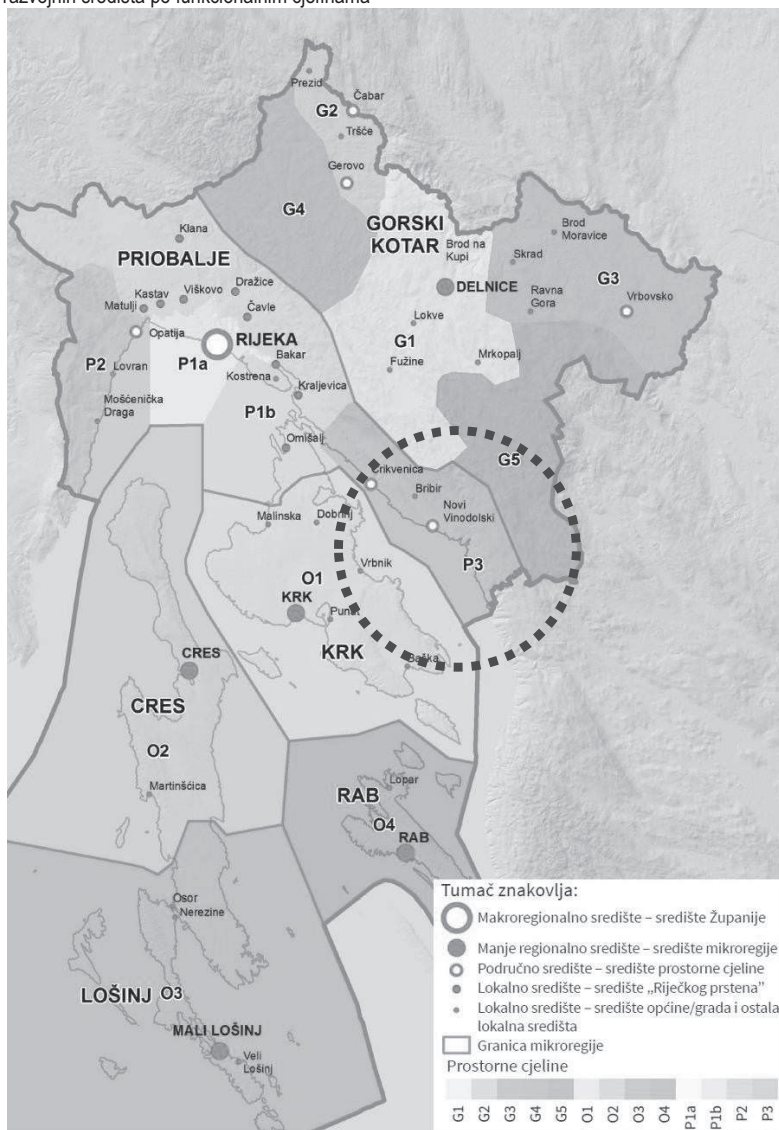 razvojnih središta po funkcionalnim cjelinama
Prezid
Čabar
G2
Tršće
Gerovo
G4
GORSKI
KOTAR
Brod na
Kupi
Brod
Moravice
Skrad
G3
Klana
PRIOBALJE
DELNICE
Ravna
Gora
Vrbovsko
Dražice
Viškovo
Kastav
Matulji
Čavle
Lokve
G1
Opatija
RIJEKA
P2
P1a
Lovran
Bakar
Kostrena
Fužine
Mrkopalj
Kraljevica
Mošćenička
Draga
P1b
Omišalj
G5
Crikvenica
Bribir
Novi
Vinodolski
Malinska
Dobrinj
P3
Vrbnik
O1
KRK
Punat
KRK
Baška
CRES
CRES
O2
Martinšćica
RAB
Lopar
O4
RAB
Osor
Nerezine
LOŠINJ
O3
MALI LOŠINJ
Veli
Lošinj
Tumač znakovlja:
Makroregionalno središte – središte Županije
Manje regionalno središte – središte mikroregije
Područno središte – središte prostorne cjeline
Lokalno središte – središte „Riječkog prstena”
Lokalno središte – središte općine/grada i ostala
lokalna središta
Granica mikroregije
Prostorne cjeline
G1
G2
G3
G4
G5
O1
O2
O3
O4
P1a
P1b
P2
P3